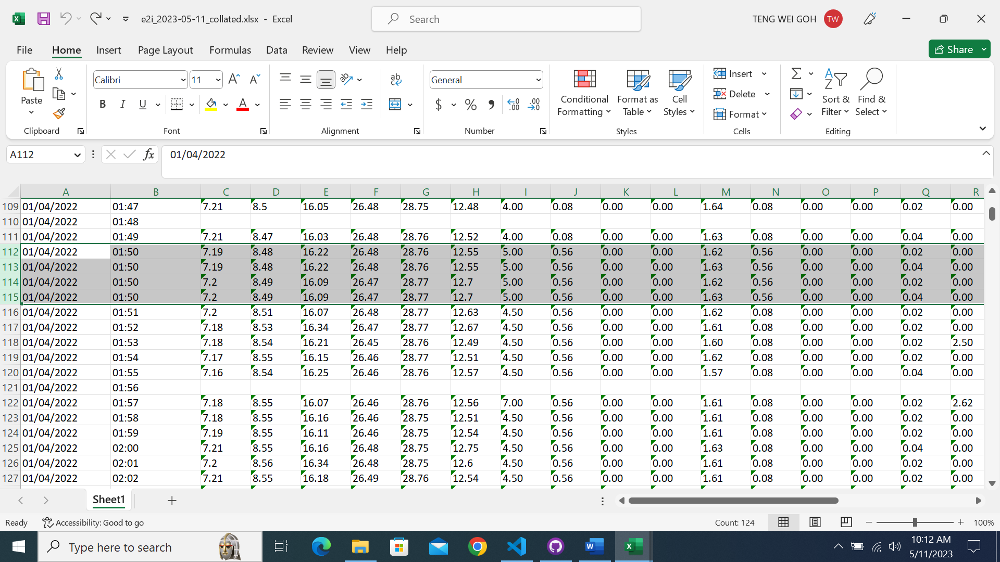 e2i_2023-05-11_collated.xlsx - Excel
Search
TENG WEI GOH TW
File Home Insert Page Layout Formulas Data Review View Help
Share
Paste
Clipboard
Calibri 11
B I U
Font
ab
Alignment
General
$ % ,
Number
Conditional Formatting
Format as Table
Cell Styles
Styles
Insert
Delete
Format
Cells
Sort & Filter
Find & Select
Editing
A112 fx 01/04/2022
A B C D E F G H I J K L M N O P Q R
109 01/04/2022 01:47 7.21 8.5 16.05 26.48 28.75 12.48 4.00 0.08 0.00 0.00 1.64 0.08 0.00 0.00 0.02 0.00
110 01/04/2022 01:48
111 01/04/2022 01:49 7.21 8.47 16.03 26.48 28.76 12.52 4.00 0.08 0.00 0.00 1.63 0.08 0.00 0.00 0.04 0.00
112 01/04/2022 01:50 7.19 8.48 16.22 26.48 28.76 12.55 5.00 0.56 0.00 0.00 1.62 0.56 0.00 0.00 0.02 0.00
113 01/04/2022 01:50 7.19 8.48 16.22 26.48 28.76 12.55 5.00 0.56 0.00 0.00 1.63 0.56 0.00 0.00 0.04 0.00
114 01/04/2022 01:50 7.2 8.49 16.09 26.47 28.77 12.7 5.00 0.56 0.00 0.00 1.62 0.56 0.00 0.00 0.02 0.00
115 01/04/2022 01:50 7.2 8.49 16.09 26.47 28.77 12.7 5.00 0.56 0.00 0.00 1.63 0.56 0.00 0.00 0.04 0.00
116 01/04/2022 01:51 7.2 8.51 16.07 26.48 28.77 12.63 4.50 0.56 0.00 0.00 1.62 0.08 0.00 0.00 0.02 0.00
117 01/04/2022 01:52 7.18 8.53 16.34 26.47 28.77 12.67 4.50 0.56 0.00 0.00 1.61 0.08 0.00 0.00 0.02 0.00
118 01/04/2022 01:53 7.18 8.54 16.21 26.45 28.76 12.49 4.50 0.56 0.00 0.00 1.60 0.08 0.00 0.00 0.02 2.50
119 01/04/2022 01:54 7.17 8.55 16.15 26.46 28.77 12.51 4.50 0.56 0.00 0.00 1.62 0.08 0.00 0.00 0.02 0.00
120 01/04/2022 01:55 7.16 8.54 16.25 26.46 28.76 12.57 4.50 0.56 0.00 0.00 1.57 0.08 0.00 0.00 0.04 0.00
121 01/04/2022 01:56
122 01/04/2022 01:57 7.18 8.55 16.07 26.46 28.76 12.56 7.00 0.56 0.00 0.00 1.61 0.08 0.00 0.00 0.02 2.62
123 01/04/2022 01:58 7.18 8.55 16.16 26.46 28.75 12.51 4.50 0.56 0.00 0.00 1.61 0.08 0.00 0.00 0.02 0.00
124 01/04/2022 01:59 7.19 8.55 16.11 26.46 28.75 12.54 4.50 0.56 0.00 0.00 1.61 0.08 0.00 0.00 0.02 0.00
125 01/04/2022 02:00 7.21 8.55 16.16 26.48 28.75 12.75 4.50 0.56 0.00 0.00 1.63 0.08 0.00 0.00 0.04 0.00
126 01/04/2022 02:01 7.2 8.56 16.34 26.48 28.75 12.6 4.50 0.56 0.00 0.00 1.61 0.08 0.00 0.00 0.02 0.00
127 01/04/2022 02:02 7.21 8.55 16.18 26.49 28.76 12.54 4.50 0.56 0.00 0.00 1.61 0.08 0.00 0.00 0.02 0.00
Sheet1
Ready Accessibility: Good to go Count: 124 100%
Type here to search
10:12 AM
5/11/2023